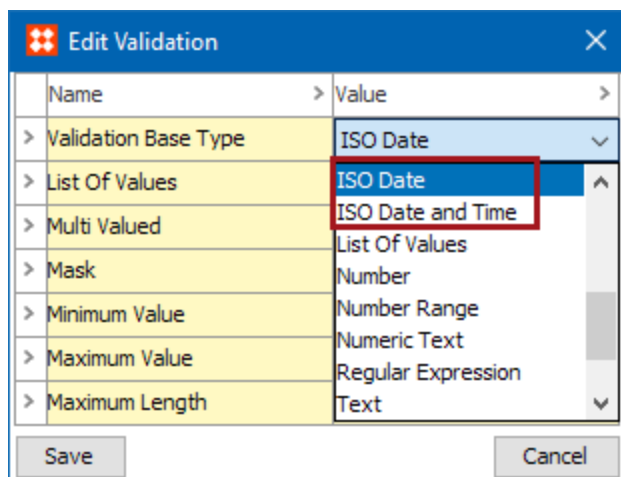 Edit Validation
Name > Value >
> Validation Base Type ISO Date
> List Of Values ISO Date
ISO Date and Time
> Multi Valued List Of Values
> Mask Number
> Minimum Value Number Range
> Maximum Value Numeric Text
Regular Expression
> Maximum Length Text
Save Cancel